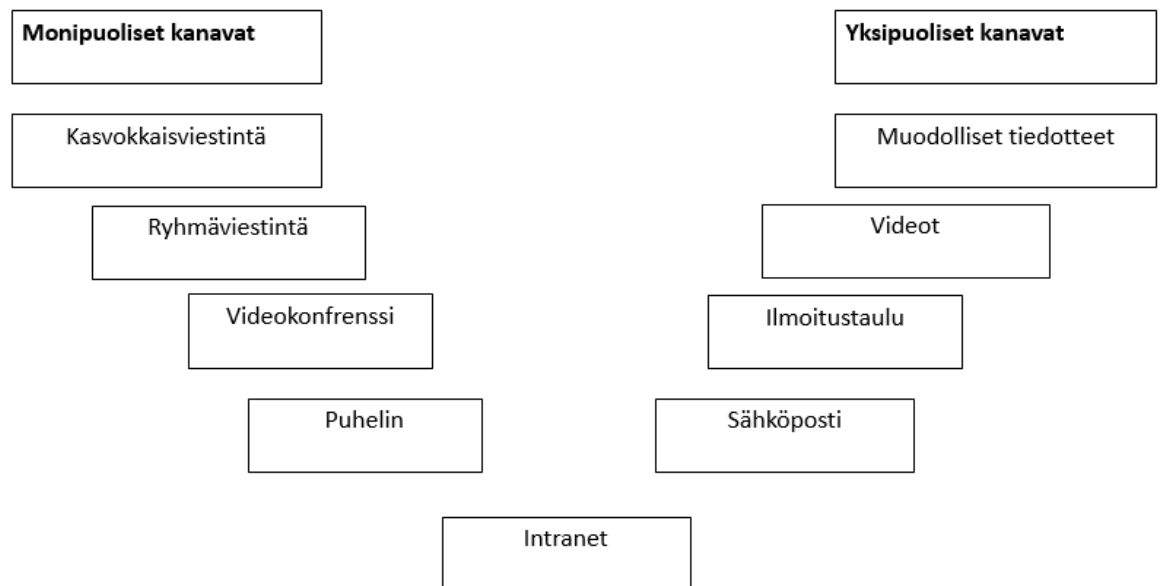 Monipuoliset kanavat
Yksipuoliset kanavat
Kasvokkaisviestintä
Muodolliset tiedotteet
Ryhmäviestintä
Videot
Videokonfrenssi
Ilmoitustaulu
Puhelin
Sähköposti
Intranet